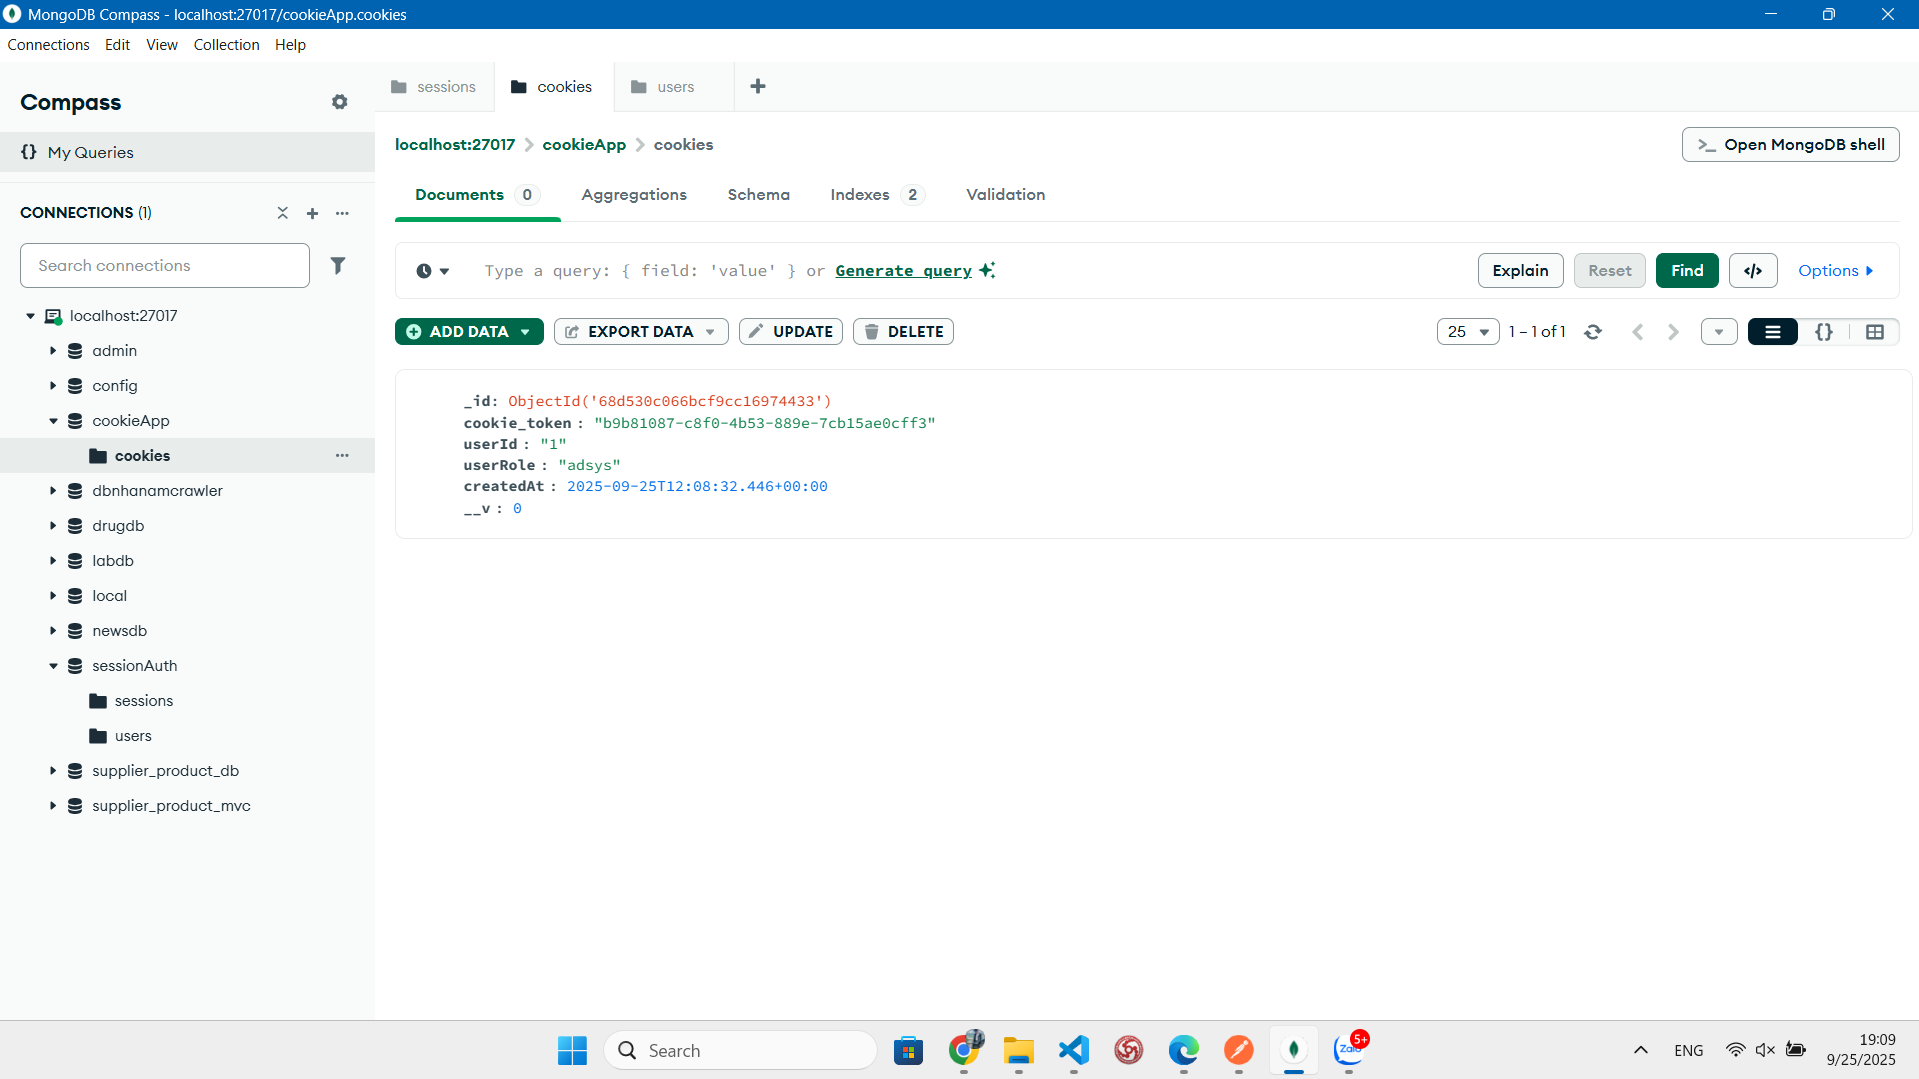 MongoDB Compass - localhost:27017/cookieApp.cookies
Connections Edit View Collection Help
Compass
{} My Queries
CONNECTIONS (1)
Search connections
localhost:27017
admin
config
cookieApp
cookies
dbnhanamcrawler
drugdb
labdb
local
newsdb
sessionAuth
sessions
users
supplier_product_db
supplier_product_mvc
sessions cookies users
localhost:27017 > cookieApp > cookies
>_ Open MongoDB shell
Documents 0 Aggregations Schema Indexes 2 Validation
Type a query: { field: 'value' } or Generate query
Explain Reset Find </> Options
ADD DATA EXPORT DATA UPDATE DELETE
25 1 – 1 of 1 {}
_id: ObjectId('68d530c066bcf9cc16974433')
cookie_token : "b9b81087-c8f0-4b53-889e-7cb15ae0cff3"
userId : "1"
userRole : "adsys"
createdAt : 2025-09-25T12:08:32.446+00:00
__v : 0
Search
Zalo 5+
ENG
19:09
9/25/2025